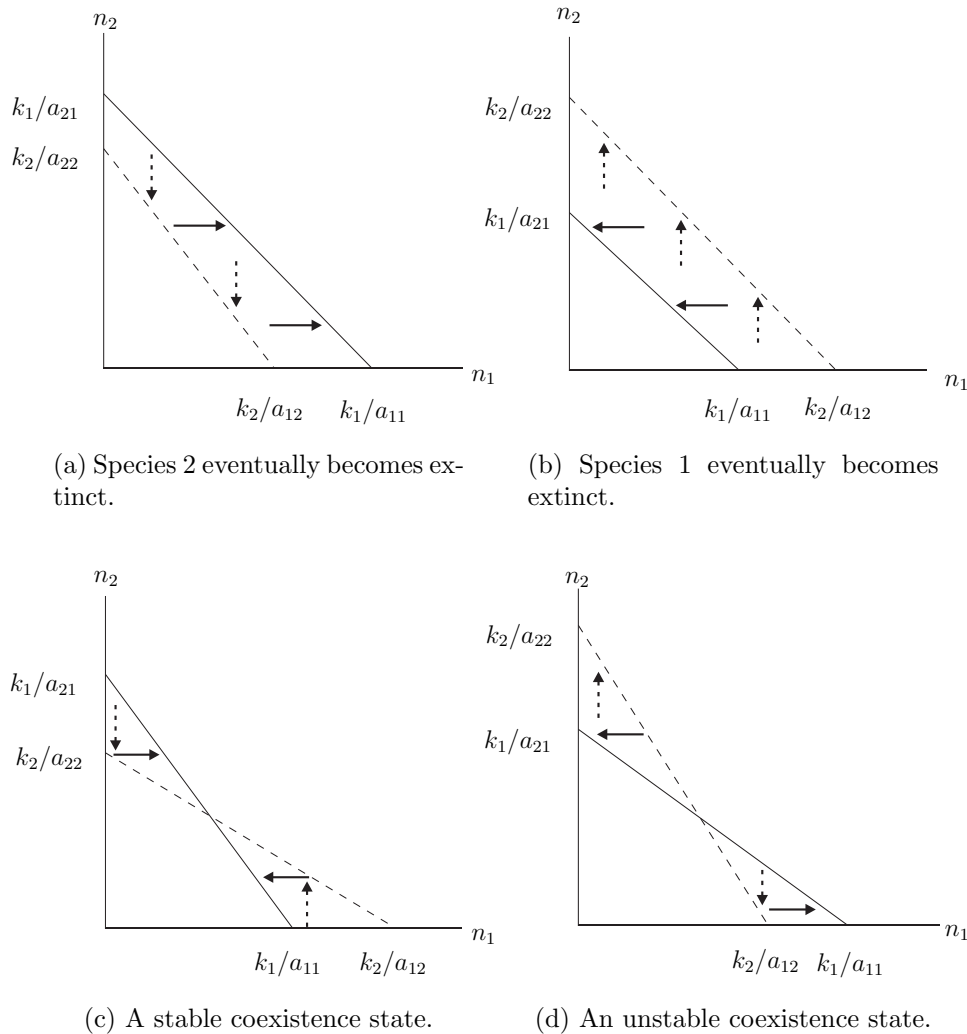 n₂
k₁/a₂₁
k₂/a₂₂
n₁
k₂/a₁₂ k₁/a₁₁
(a) Species 2 eventually becomes ex-
tinct.
n₂
k₂/a₂₂
k₁/a₂₁
n₁
k₁/a₁₁ k₂/a₁₂
(b) Species 1 eventually becomes
extinct.
n₂
k₁/a₂₁
k₂/a₂₂
n₁
k₁/a₁₁ k₂/a₁₂
(c) A stable coexistence state.
n₂
k₂/a₂₂
k₁/a₂₁
n₁
k₂/a₁₂ k₁/a₁₁
(d) An unstable coexistence state.